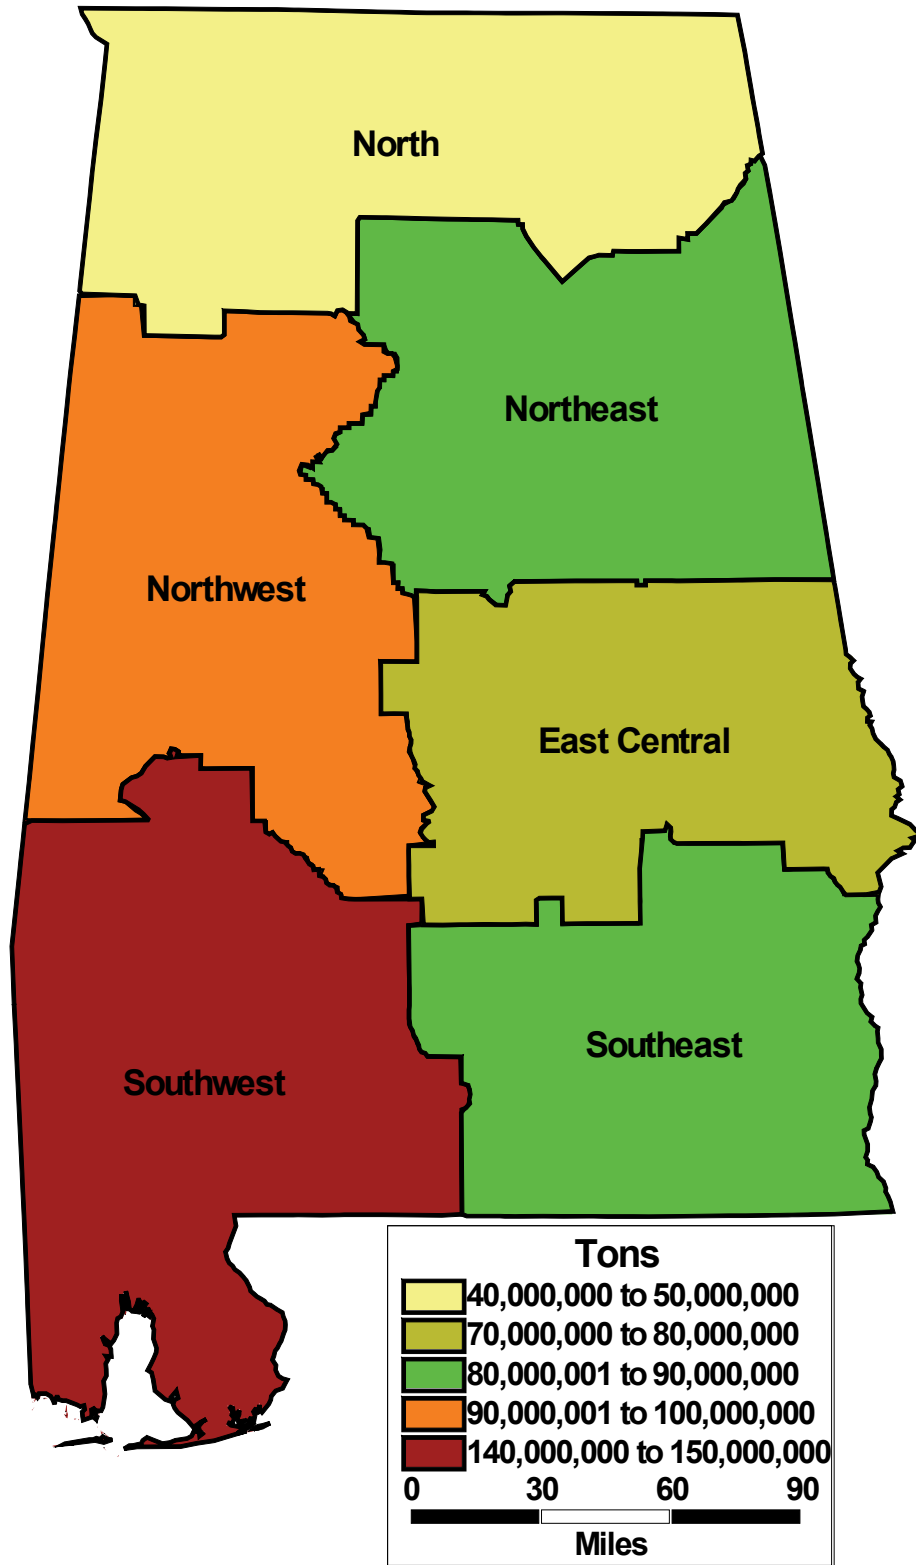 North
Northeast
Northwest
East Central
Southeast
Southwest
Tons
40,000,000 to 50,000,000
70,000,000 to 80,000,000
80,000,001 to 90,000,000
90,000,001 to 100,000,000
140,000,000 to 150,000,000
0 30 60 90
Miles